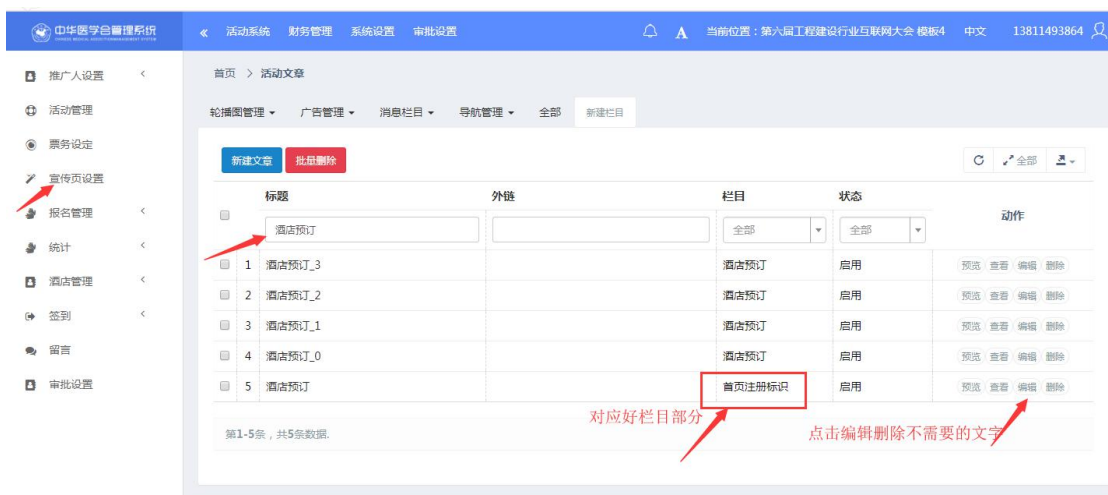 中华医学会管理系统 « 活动系统 财务管理 系统设置 审批设置 A 当前位置：第六届工程建设行业互联网大会 模板4 中文 13811493864
推广人设置
活动管理
票务设定
宣传页设置
报名管理
统计
酒店管理
签到
留言
审批设置
首页 > 活动文章
轮播图管理 广告管理 消息栏目 导航管理 全部 新建栏目
新建文章 批量删除 全部
标题 外链 栏目 状态 动作
酒店预订 全部 全部
1 酒店预订_3 酒店预订 启用 预览 查看 编辑 删除
2 酒店预订_2 酒店预订 启用 预览 查看 编辑 删除
3 酒店预订_1 酒店预订 启用 预览 查看 编辑 删除
4 酒店预订_0 酒店预订 启用 预览 查看 编辑 删除
5 酒店预订 首页注册标识 启用 预览 查看 编辑 删除
对应好栏目部分
点击编辑删除不需要的文字
第1-5条，共5条数据.